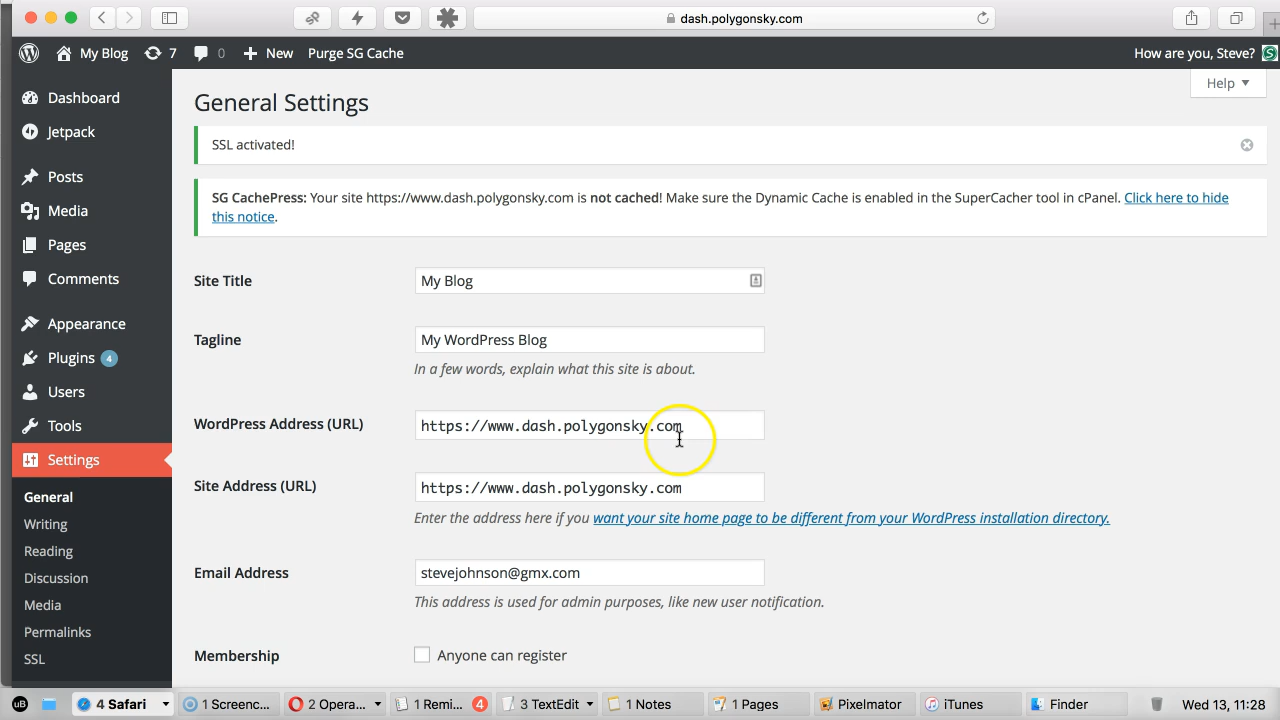 dash.polygonsky.com
My Blog 7 0 New Purge SG Cache How are you, Steve?
Help
Dashboard
Jetpack
Posts
Media
Pages
Comments
Appearance
Plugins 4
Users
Tools
Settings
General
Writing
Reading
Discussion
Media
Permalinks
SSL
General Settings
SSL activated!
SG CachePress: Your site https://www.dash.polygonsky.com is not cached! Make sure the Dynamic Cache is enabled in the SuperCacher tool in cPanel. Click here to hide
this notice.
Site Title My Blog
Tagline My WordPress Blog
In a few words, explain what this site is about.
WordPress Address (URL) https://www.dash.polygonsky.com
Site Address (URL) https://www.dash.polygonsky.com
Enter the address here if you want your site home page to be different from your WordPress installation directory.
Email Address stevejohnson@gmx.com
This address is used for admin purposes, like new user notification.
Membership Anyone can register
uB 4 Safari 1 Screenc... 2 Opera... 1 Remi... 4 3 TextEdit 1 Notes 1 Pages Pixelmator iTunes Finder Wed 13, 11:28